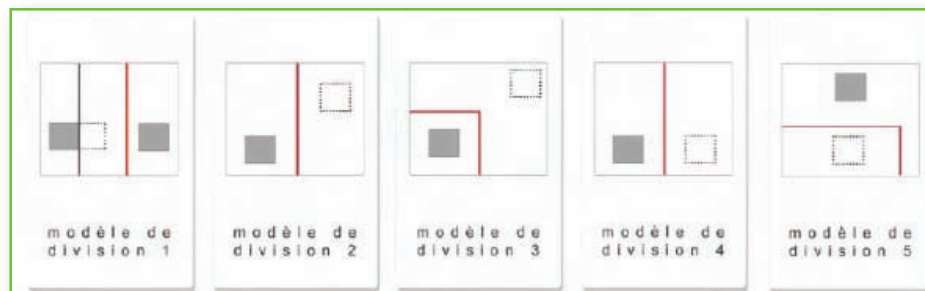 modèle de
division 1
modèle de
division 2
modèle de
division 3
modèle de
division 4
modèle de
division 5